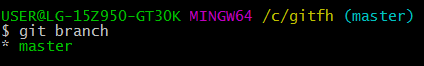 USER@LG-15Z950-GT30K MINGW64 /c/gitfh (master)
$ git branch
* master